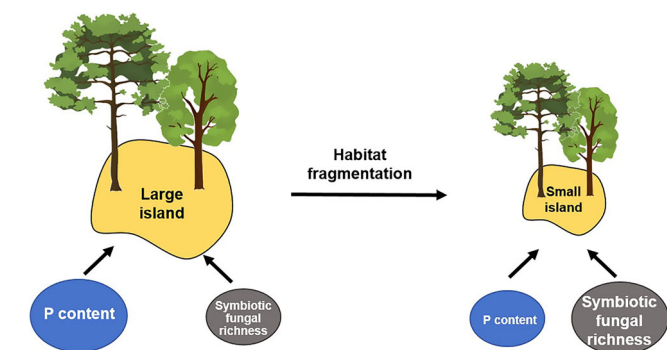 Large
island
Habitat
fragmentation
Small
island
P content
Symbiotic
fungal
richness
P content
Symbiotic
fungal
richness